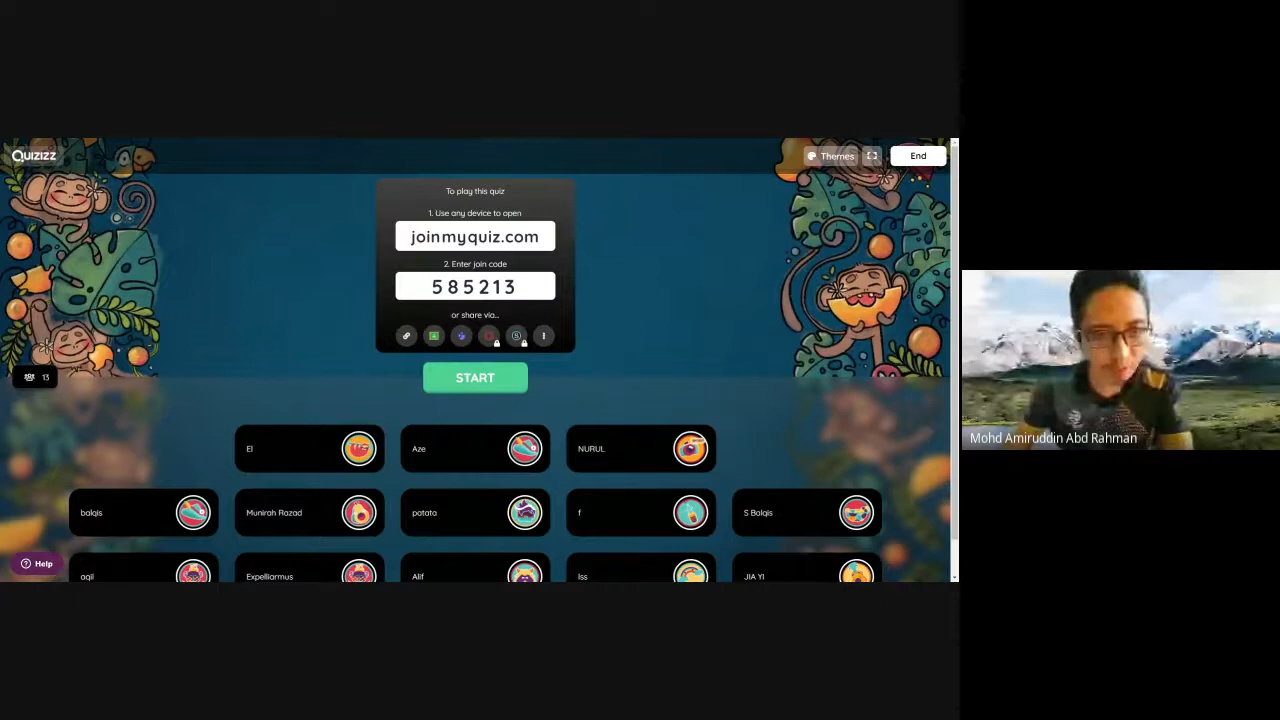 Quizizz
Themes
End
To play this quiz
1. Use any device to open
joinmyquiz.com
2. Enter join code
585213
or share via...
13
START
El
Aze
NURUL
balqis
Munirah Razad
patata
f
S Balqis
aqil
Expelliarmus
Alif
Iss
JIA YI
Help
Mohd Amiruddin Abd Rahman